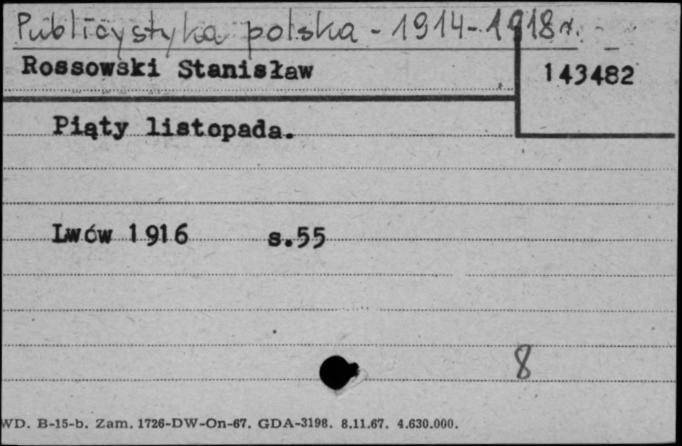 Publicystyka polska - 1914-1918 r.
Rossowski Stanisław
143482
Piąty listopada.
Lwów 1916 s.55
8
WD. B-15-b. Zam. 1726-DW-On-67. GDA-3198. 8.11.67. 4.630.000.